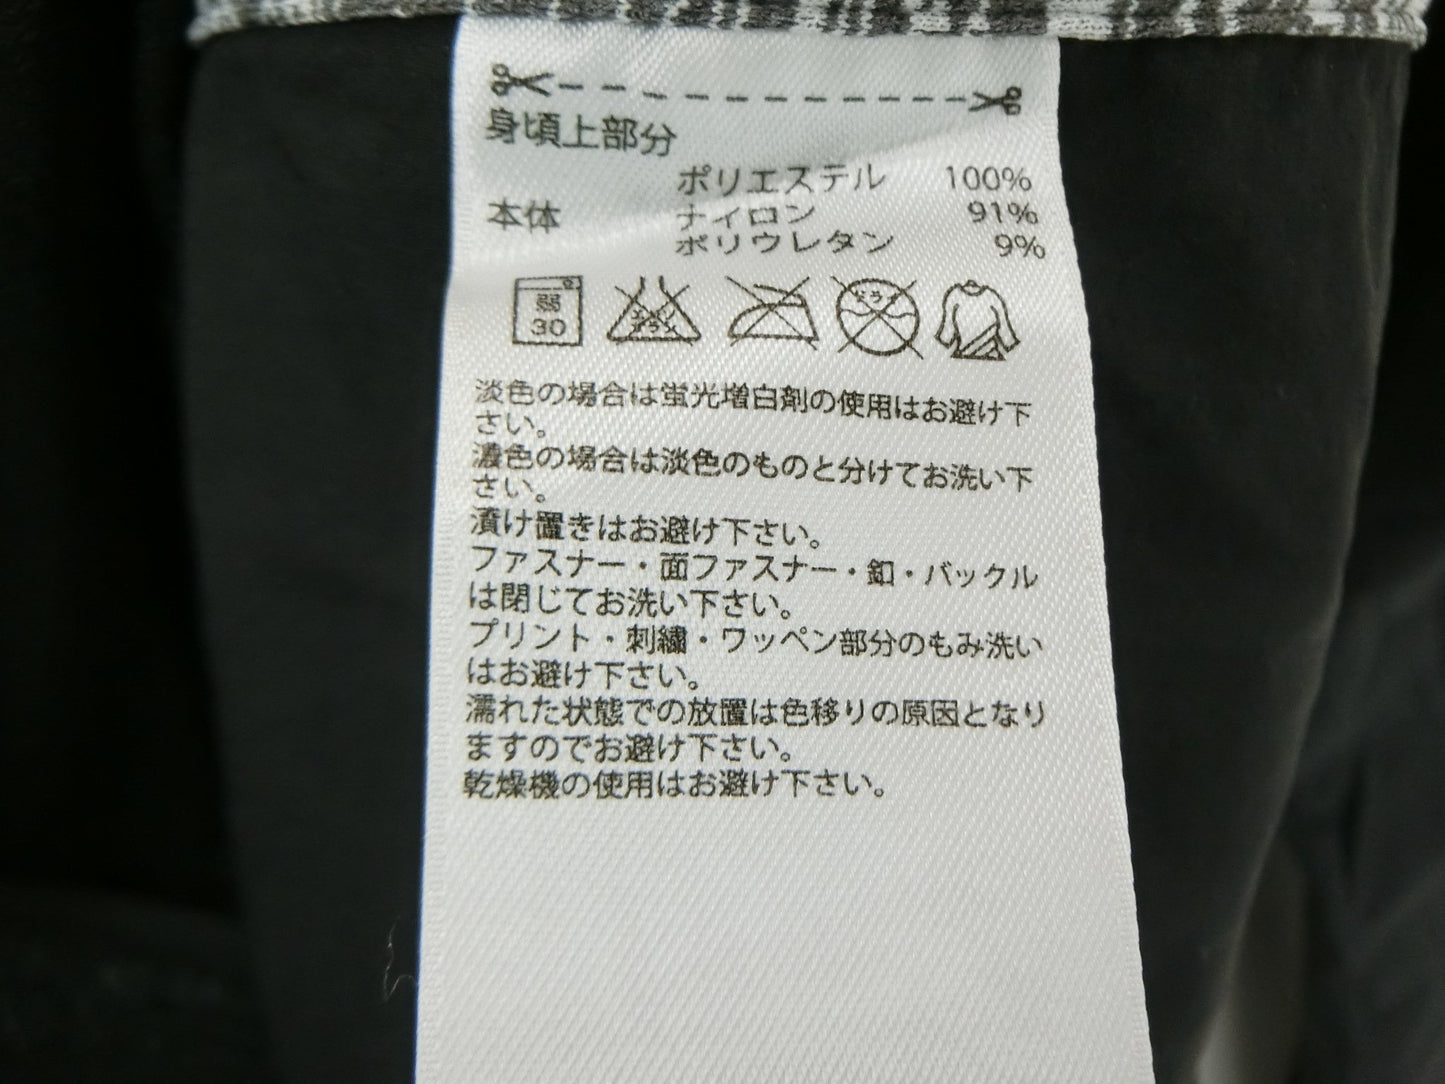 身頃上部分
ポリエステル 100%
本体 ナイロン 91%
ポリウレタン 9%
弱 30 エンソサラシ ドライ
淡色の場合は蛍光増白剤の使用はお避け下
さい。
濃色の場合は淡色のものと分けてお洗い下
さい。
漬け置きはお避け下さい。
ファスナー・面ファスナー・釦・バックル
は閉じてお洗い下さい。
プリント・刺繍・ワッペン部分のもみ洗い
はお避け下さい。
濡れた状態での放置は色移りの原因となり
ますのでお避け下さい。
乾燥機の使用はお避け下さい。